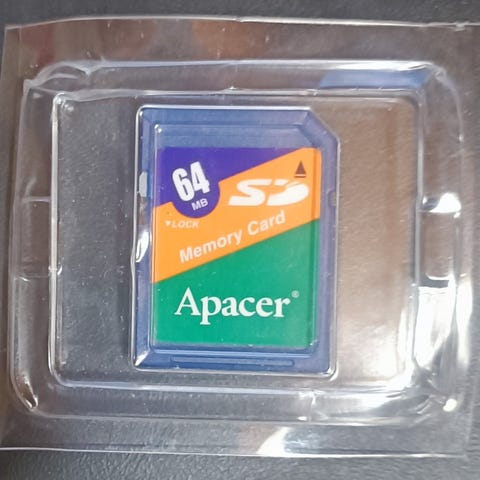 64
MB
SD
▼LOCK
Memory Card
Apacer®